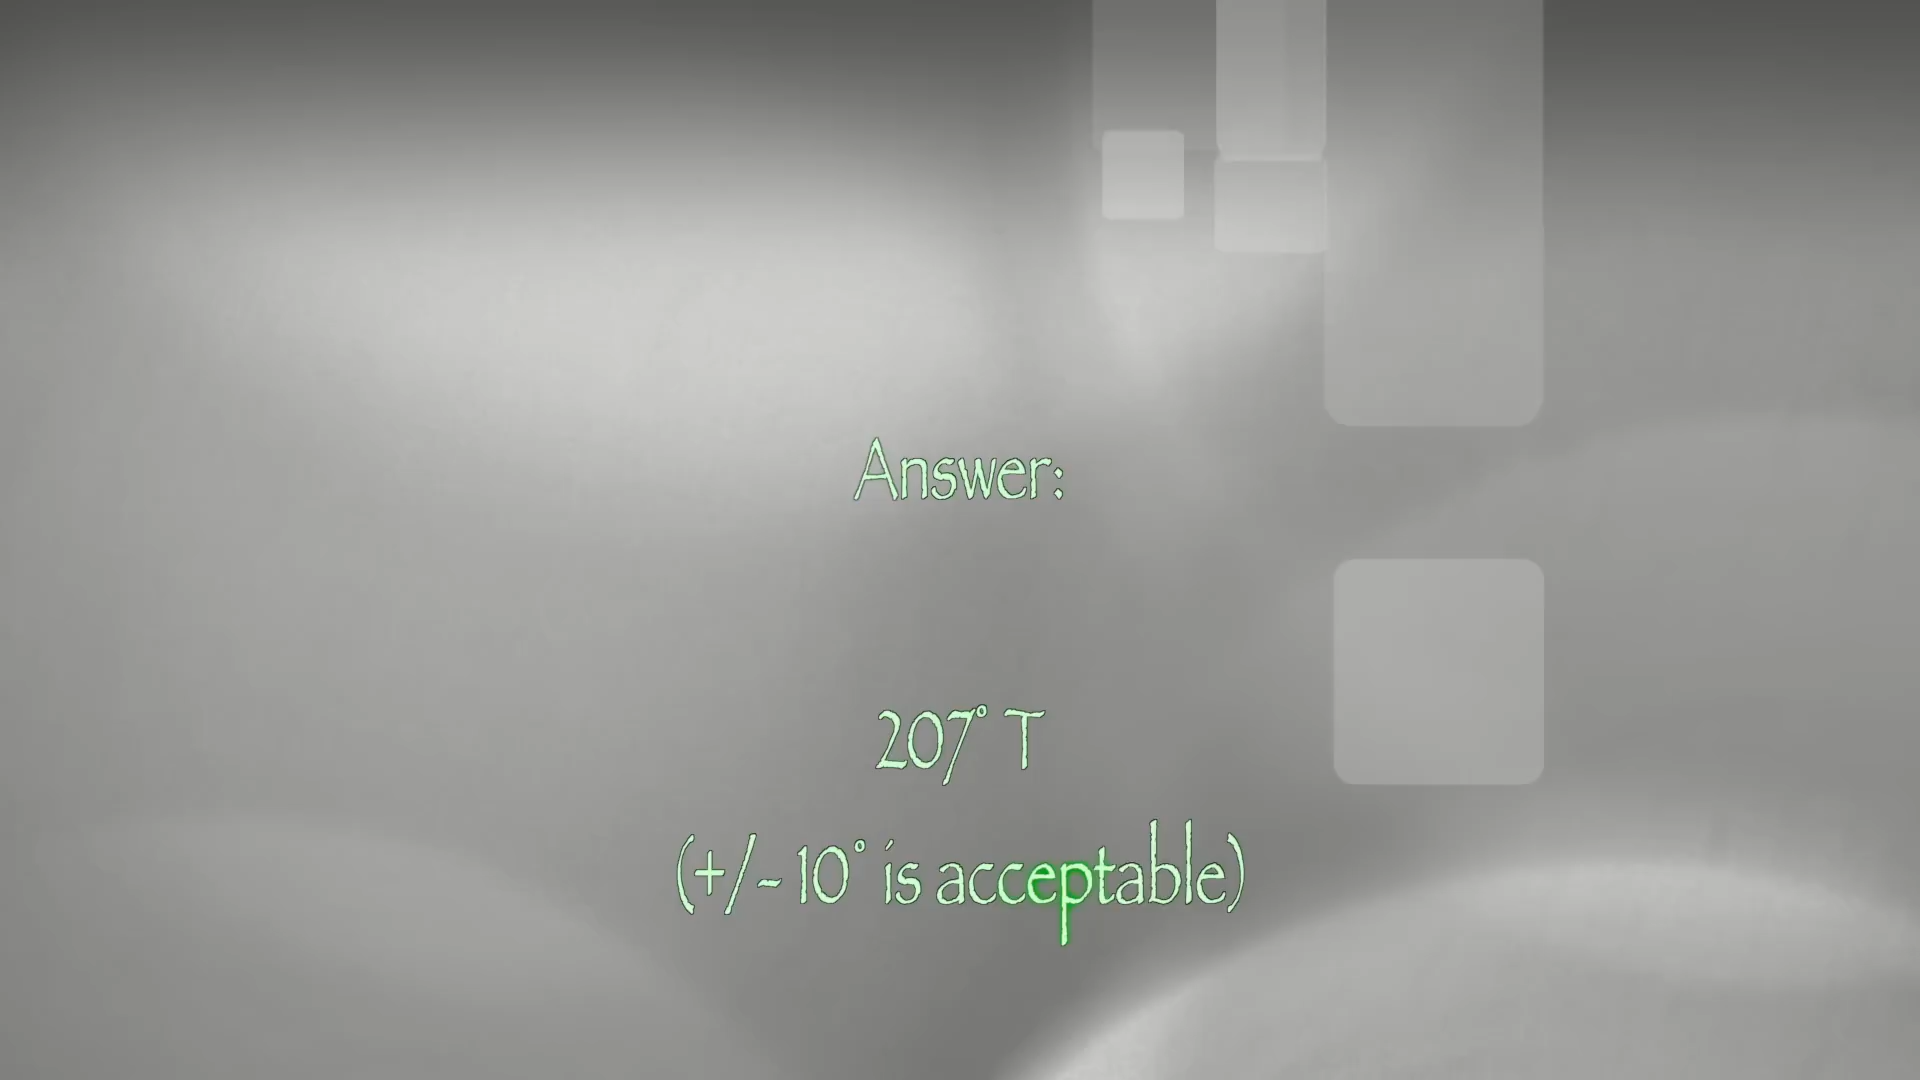 Answer:
207° T
(+/- 10° is acceptable)